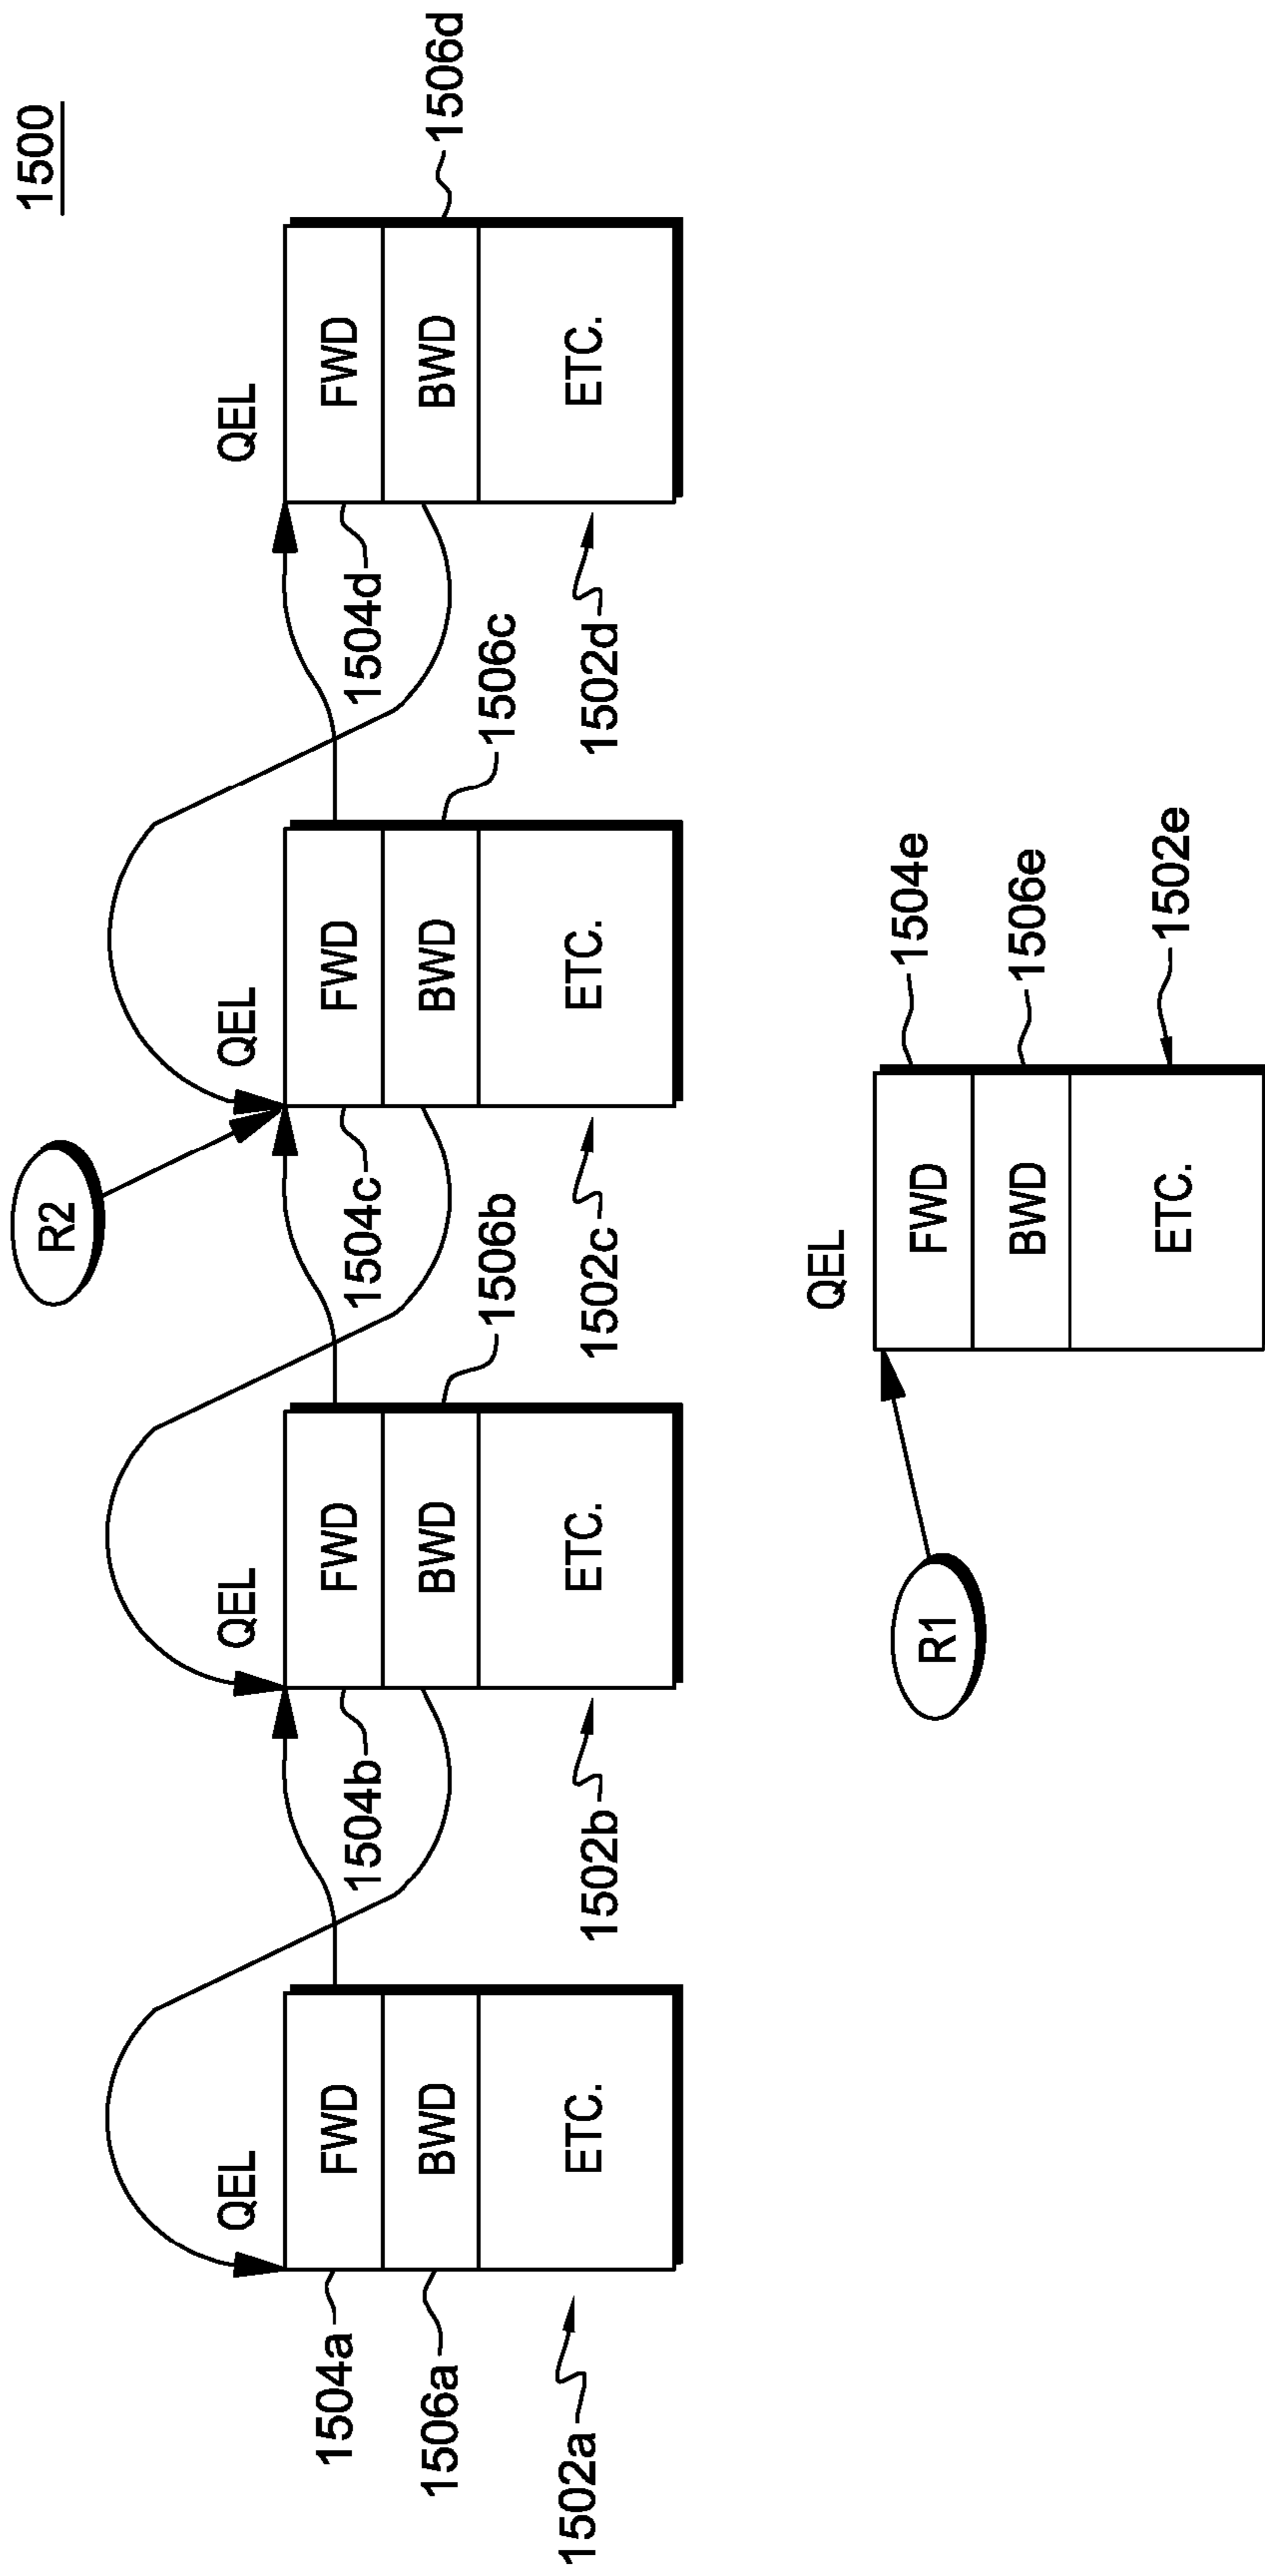 1500
R2
QEL
QEL
QEL
QEL
1504a
FWD
FWD
FWD
FWD
1504b
1504c
1504d
1506a
BWD
BWD
BWD
BWD
1506b
1506c
1506d
1502a
ETC.
ETC.
ETC.
ETC.
1502b
1502c
1502d
R1
QEL
FWD
1504e
BWD
1506e
ETC.
1502e